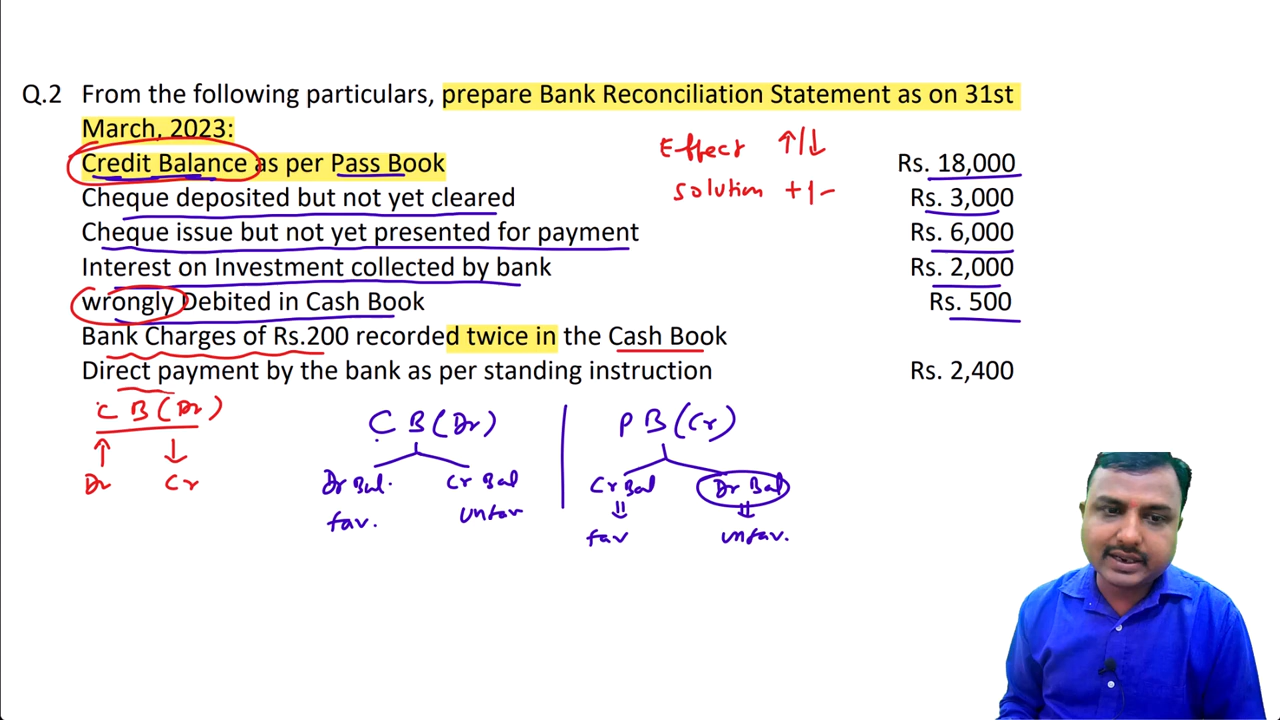 Q.2 From the following particulars, prepare Bank Reconciliation Statement as on 31st
March, 2023:
Credit Balance as per Pass Book Rs. 18,000
Cheque deposited but not yet cleared Rs. 3,000
Cheque issue but not yet presented for payment Rs. 6,000
Interest on Investment collected by bank Rs. 2,000
wrongly Debited in Cash Book Rs. 500
Bank Charges of Rs.200 recorded twice in the Cash Book
Direct payment by the bank as per standing instruction Rs. 2,400
Effect ↑/↓
solution +/-
C B (Dr)
↑ ↓
Dr Cr
C B (Dr)
Dr Bal. Cr Bal
fav. unfav
P B (Cr)
Cr Bal Dr Bal
fav unfav.